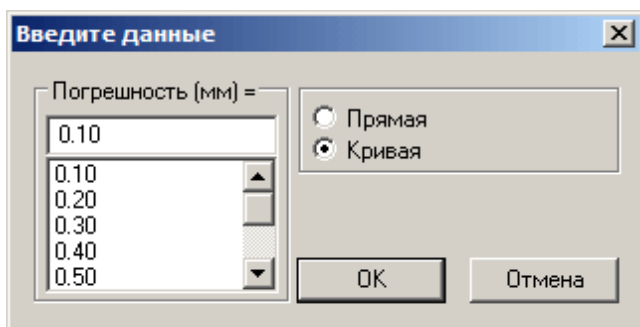 Введите данные
Погрешность (мм) =
0.10
0.10
0.20
0.30
0.40
0.50
Прямая
Кривая
OK
Отмена